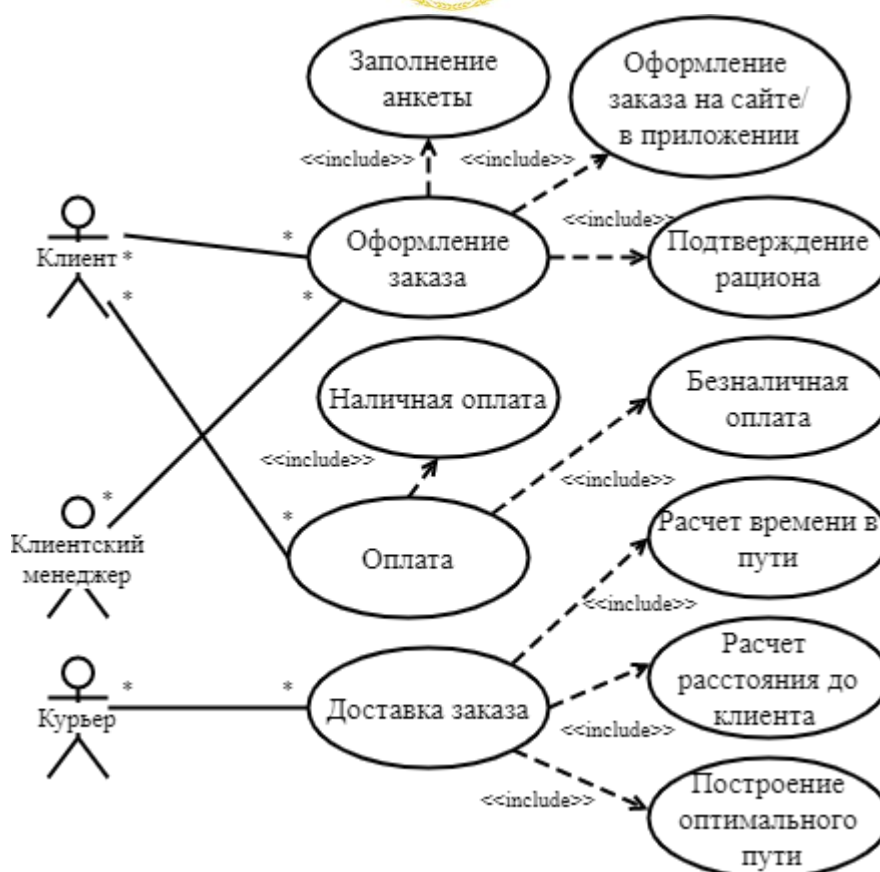 Заполнение
анкеты
Оформление
заказа на сайте/
в приложении
<<include>>
<<include>>
<<include>>
Клиент
*
*
*
*
Оформление
заказа
Подтверждение
рациона
Наличная оплата
Безналичная
оплата
<<include>>
<<include>>
*
*
Клиентский
менеджер
Оплата
Расчет времени в
пути
<<include>>
Курьер
*
*
Доставка заказа
Расчет
расстояния до
клиента
<<include>>
<<include>>
Построение
оптимального
пути